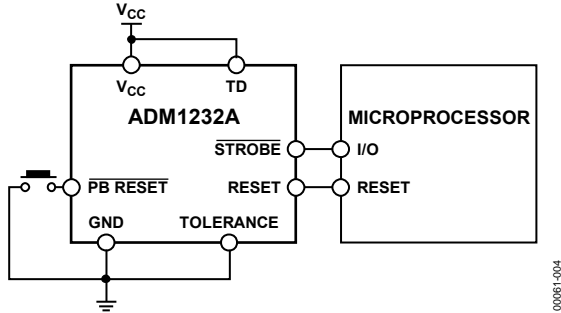 VCC
VCC TD
ADM1232A
MICROPROCESSOR
STROBE I/O
PB RESET RESET RESET
GND TOLERANCE
00061-004